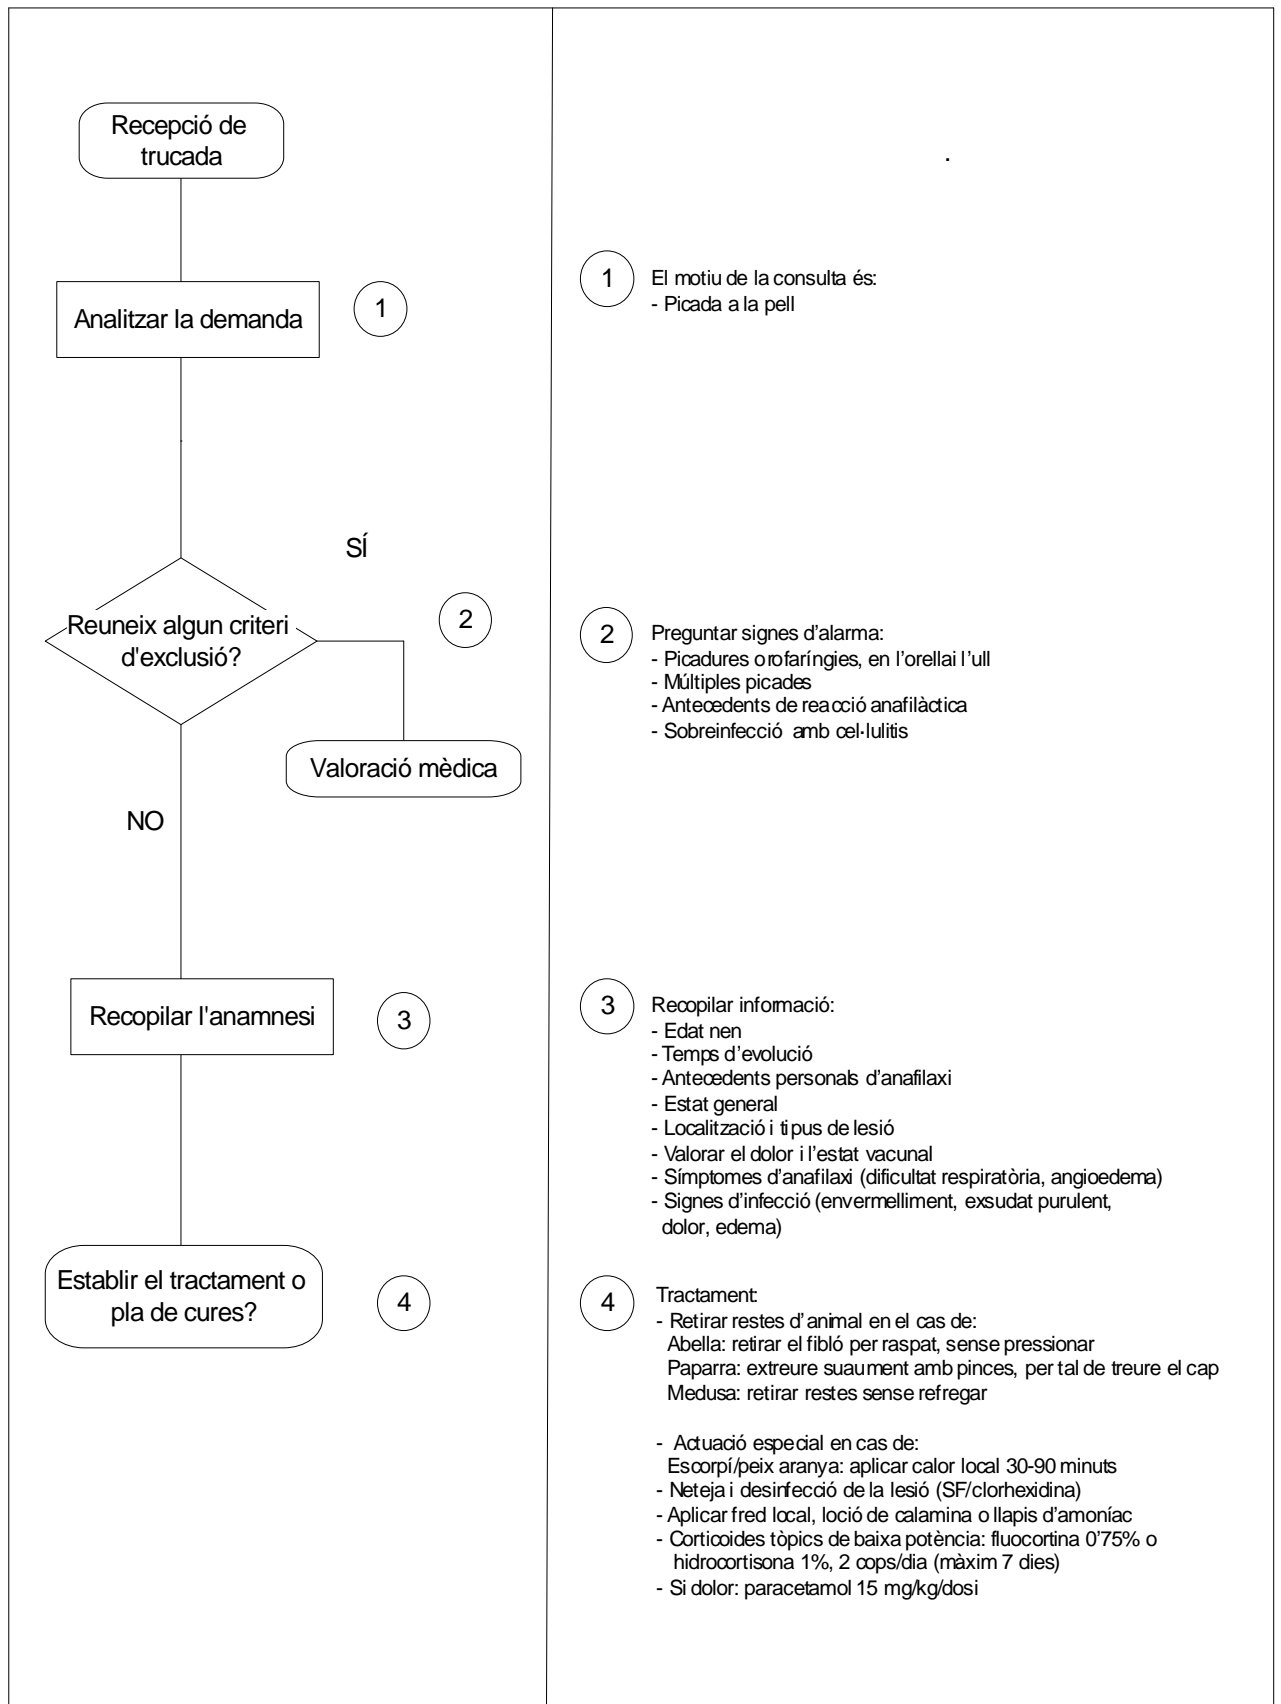 Recepció de
trucada
.
Analitzar la demanda
1
1
El motiu de la consulta és:
- Picada a la pell
SÍ
Reuneix algun criteri
d'exclusió?
2
Valoració mèdica
NO
2
Preguntar signes d’alarma:
- Picadures orofaríngies, en l’orella i l’ull
- Múltiples picades
- Antecedents de reacció anafilàctica
- Sobreinfecció amb cel·lulitis
Recopilar l'anamnesi
3
3
Recopilar informació:
- Edat nen
- Temps d’evolució
- Antecedents personals d’anafilaxi
- Estat general
- Localització i tipus de lesió
- Valorar el dolor i l’estat vacunal
- Símptomes d’anafilaxi (dificultat respiratòria, angioedema)
- Signes d’infecció (envermelliment, exsudat purulent,
dolor, edema)
Establir el tractament o
pla de cures?
4
4
Tractament:
- Retirar restes d’animal en el cas de:
Abella: retirar el fibló per raspat, sense pressionar
Paparra: extreure suaument amb pinces, per tal de treure el cap
Medusa: retirar restes sense refregar
- Actuació especial en cas de:
Escorpí/peix aranya: aplicar calor local 30-90 minuts
- Neteja i desinfecció de la lesió (SF/clorhexidina)
- Aplicar fred local, loció de calamina o llapis d’amoníac
- Corticoides tòpics de baixa potència: fluocortina 0’75% o
hidrocortisona 1%, 2 cops/dia (màxim 7 dies)
- Si dolor: paracetamol 15 mg/kg/dosi